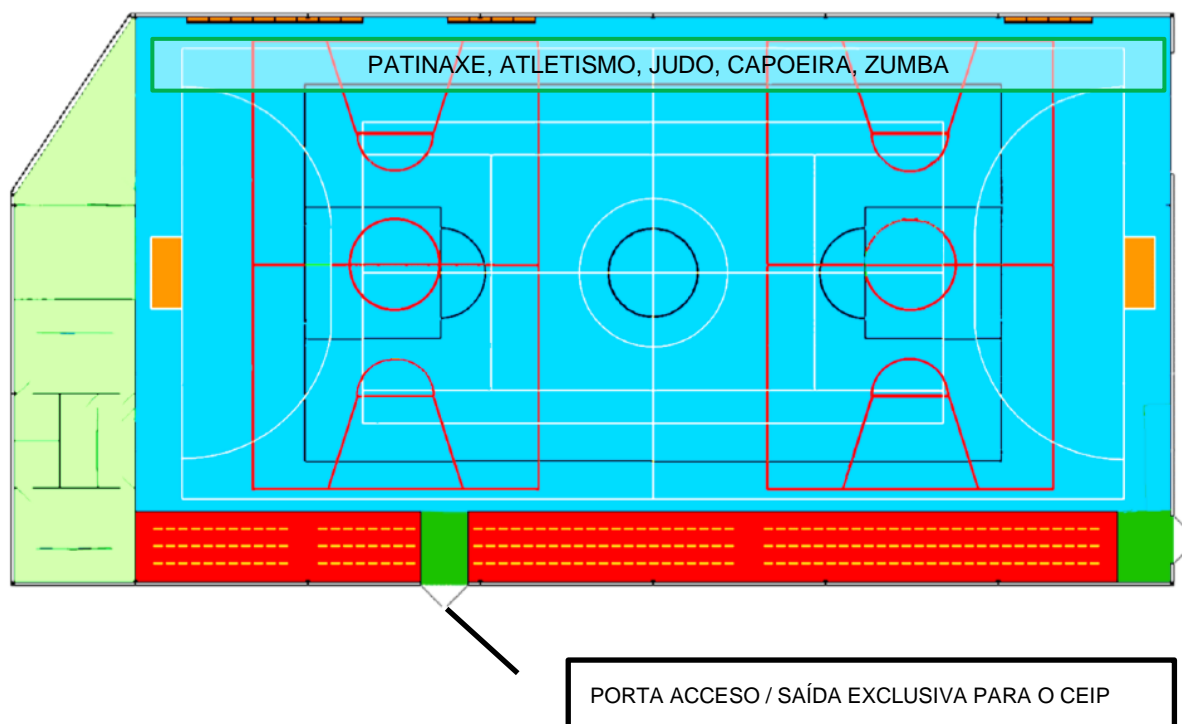 PATINAXE, ATLETISMO, JUDO, CAPOEIRA, ZUMBA
PORTA ACCESO / SAÍDA EXCLUSIVA PARA O CEIP